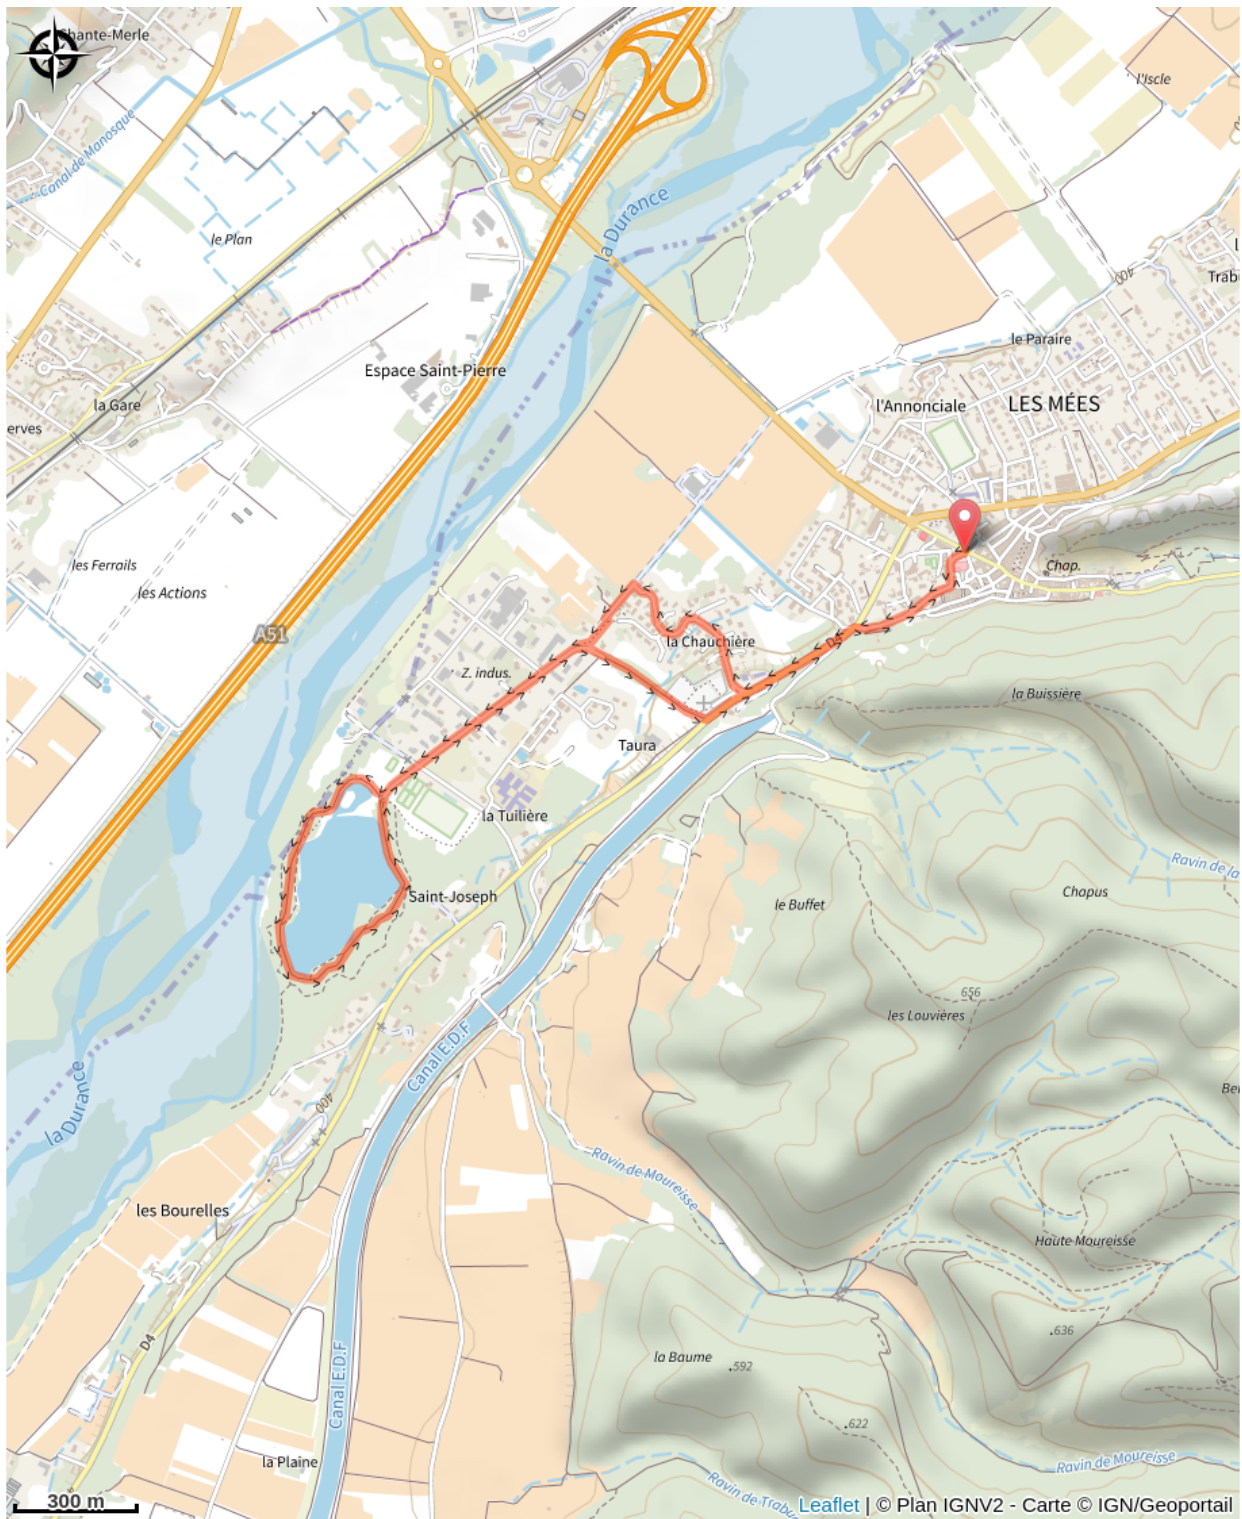 Chante-Merle
l'Iscle
Canal de Manosque
la Durance
le Plan
400
Trab
le Paraire
Espace Saint-Pierre
la Gare
l'Annonciale
LES MÉES
erves
les Ferrails
Chap.
les Actions
A51
la Chauchière
Z. indus.
la Buissière
Taura
la Tuilière
Ravin de la
Saint-Joseph
le Buffet
Chapus
656
les Louvières
Canal E.D.F
la Durance
400
Ber
Ravin de Moureisse
les Bourelles
Haute Moureisse
D4
.636
la Baume
.592
Canal E.D.F
.622
la Plaine
Ravin de Moureisse
Ravin de Trabuc
300 m
Leaflet | © Plan IGNV2 - Carte © IGN/Geoportail